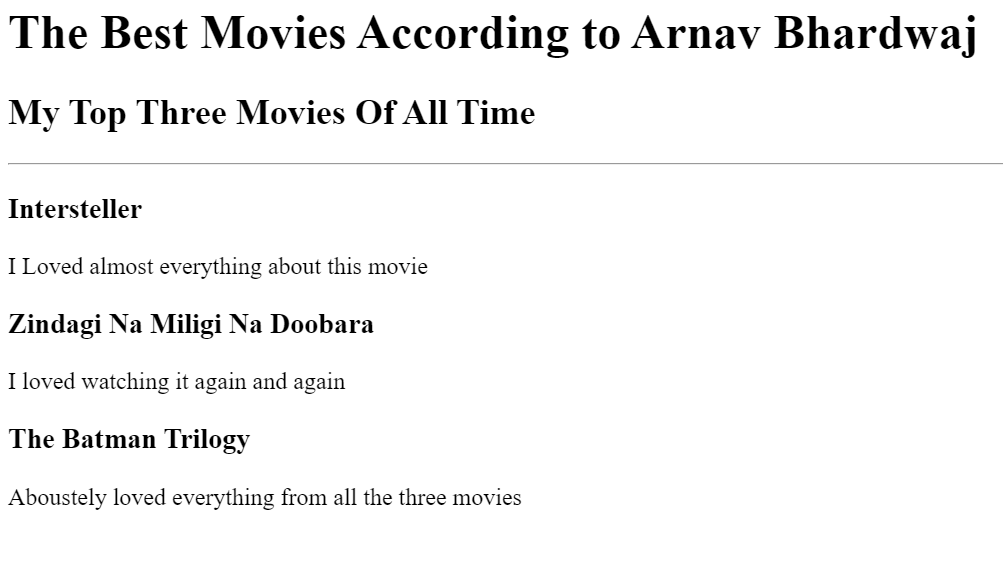 The Best Movies According to Arnav Bhardwaj
My Top Three Movies Of All Time
Intersteller
I Loved almost everything about this movie
Zindagi Na Miligi Na Doobara
I loved watching it again and again
The Batman Trilogy
Aboustely loved everything from all the three movies